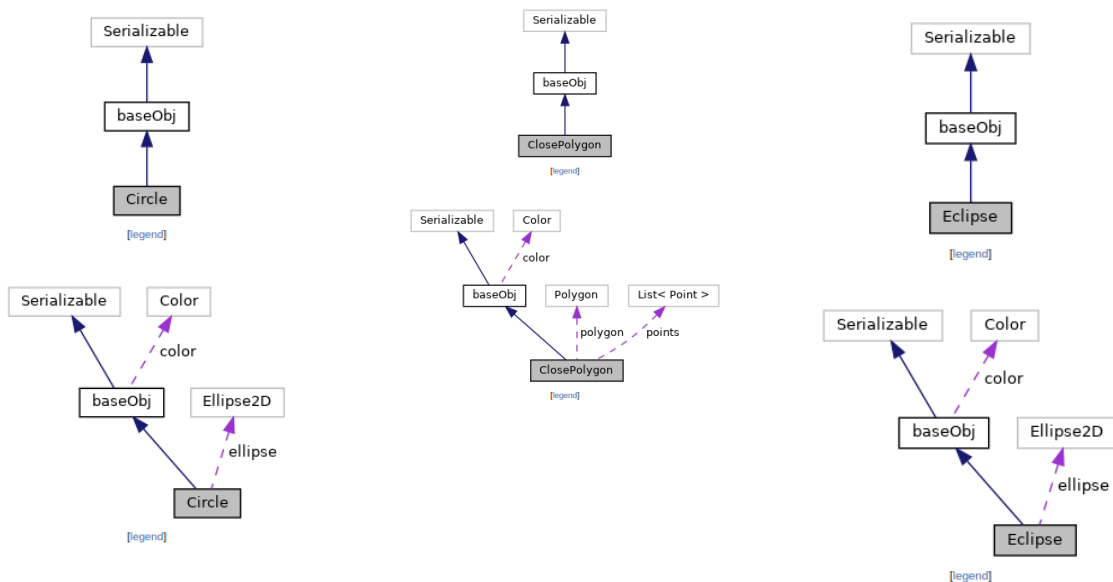 Serializable
baseObj
Circle
[legend]
Serializable Color
color
baseObj Ellipse2D
ellipse
Circle
[legend]
Serializable
baseObj
ClosePolygon
[legend]
Serializable Color
color
baseObj Polygon List< Point >
polygon points
ClosePolygon
[legend]
Serializable
baseObj
Eclipse
[legend]
Serializable Color
color
baseObj Ellipse2D
ellipse
Eclipse
[legend]